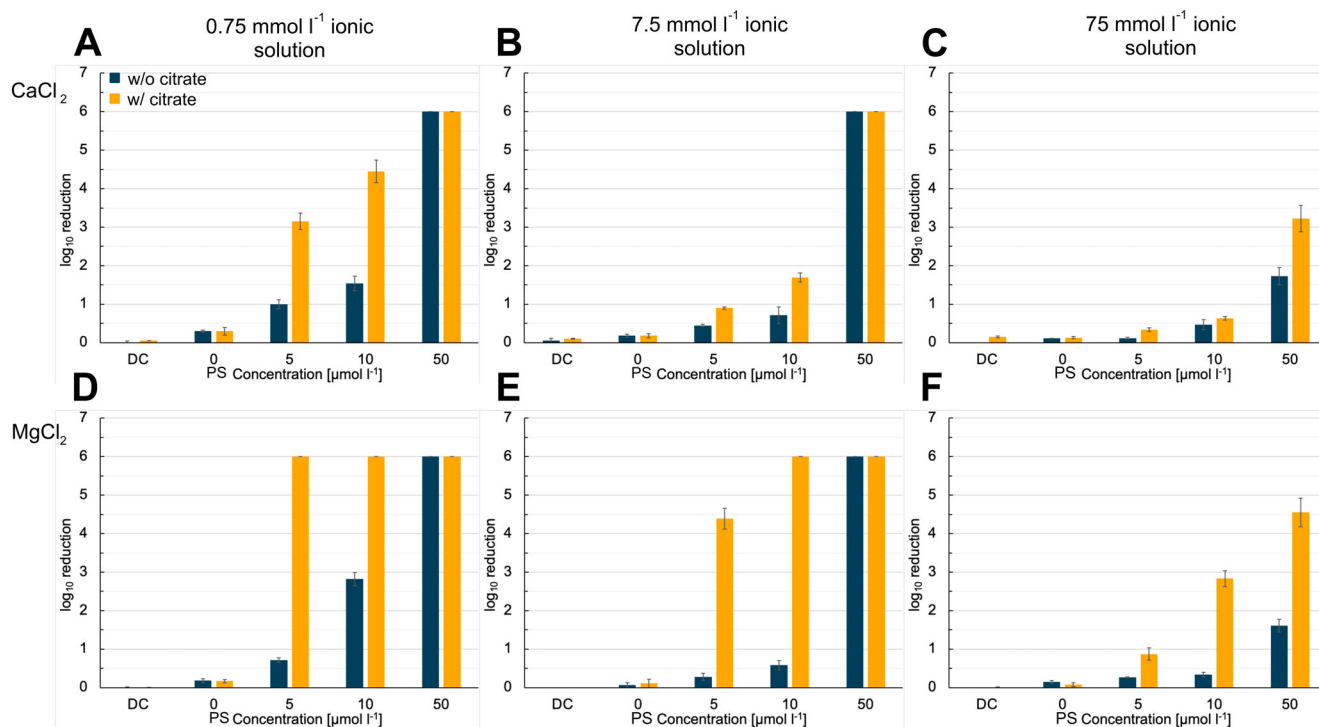 A
0.75 mmol l⁻¹ ionic
solution
B
7.5 mmol l⁻¹ ionic
solution
C
75 mmol l⁻¹ ionic
solution
CaCl₂
w/o citrate
w/ citrate
log₁₀ reduction
7
6
5
4
3
2
1
0
DC 0 5 10 50
PS Concentration [µmol l⁻¹]
log₁₀ reduction
7
6
5
4
3
2
1
0
DC 0 5 10 50
PS Concentration [µmol l⁻¹]
log₁₀ reduction
7
6
5
4
3
2
1
0
DC 0 5 10 50
PS Concentration [µmol l⁻¹]
D
E
F
MgCl₂
log₁₀ reduction
7
6
5
4
3
2
1
0
DC 0 5 10 50
PS Concentration [µmol l⁻¹]
log₁₀ reduction
7
6
5
4
3
2
1
0
DC 0 5 10 50
PS Concentration [µmol l⁻¹]
log₁₀ reduction
7
6
5
4
3
2
1
0
DC 0 5 10 50
PS Concentration [µmol l⁻¹]